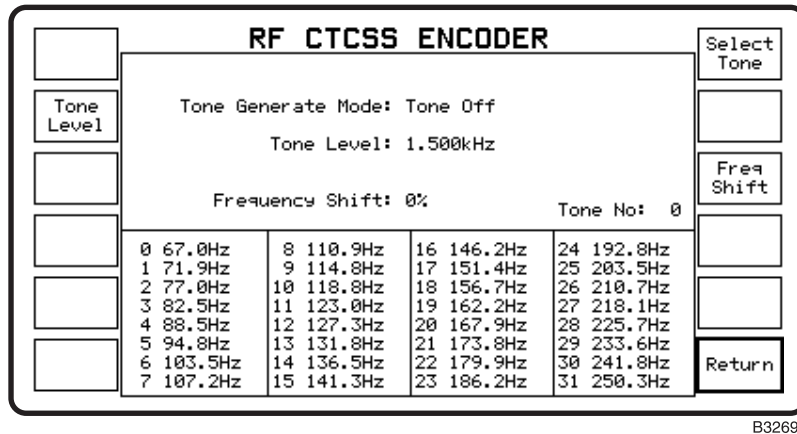 RF CTCSS ENCODER
Select
Tone
Tone
Level
Tone Generate Mode: Tone Off
Tone Level: 1.500kHz
Freq
Shift
Frequency Shift: 0%
Tone No: 0
0 67.0Hz 8 110.9Hz 16 146.2Hz 24 192.8Hz
1 71.9Hz 9 114.8Hz 17 151.4Hz 25 203.5Hz
2 77.0Hz 10 118.8Hz 18 156.7Hz 26 210.7Hz
3 82.5Hz 11 123.0Hz 19 162.2Hz 27 218.1Hz
4 88.5Hz 12 127.3Hz 20 167.9Hz 28 225.7Hz
5 94.8Hz 13 131.8Hz 21 173.8Hz 29 233.6Hz
6 103.5Hz 14 136.5Hz 22 179.9Hz 30 241.8Hz
7 107.2Hz 15 141.3Hz 23 186.2Hz 31 250.3Hz
Return
B3269